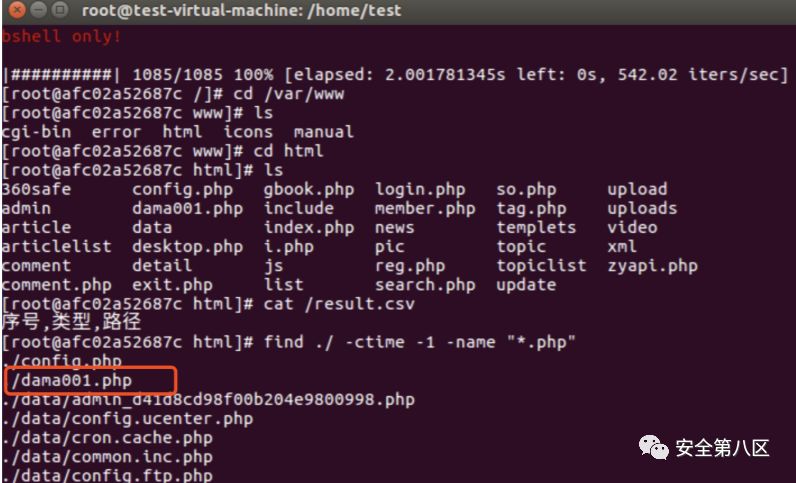 root@test-virtual-machine: /home/test
bshell only!
|##########| 1085/1085 100% [elapsed: 2.001781345s left: 0s, 542.02 iters/sec]
[root@afc02a52687c /]# cd /var/www
[root@afc02a52687c www]# ls
cgi-bin error html icons manual
[root@afc02a52687c www]# cd html
[root@afc02a52687c html]# ls
360safe config.php gbook.php login.php so.php upload
admin dama001.php include member.php tag.php uploads
article data index.php news templets video
articlelist desktop.php i.php pic topic xml
comment detail js reg.php topiclist zyapi.php
comment.php exit.php list search.php update
[root@afc02a52687c html]# cat /result.csv
序号,类型,路径
[root@afc02a52687c html]# find ./ -ctime -1 -name "*.php"
./config.php
./dama001.php
./data/admin_d41d8cd98f00b204e9800998.php
./data/config.ucenter.php
./data/cron.cache.php
./data/common.inc.php
./data/config.ftp.php
安全第八区